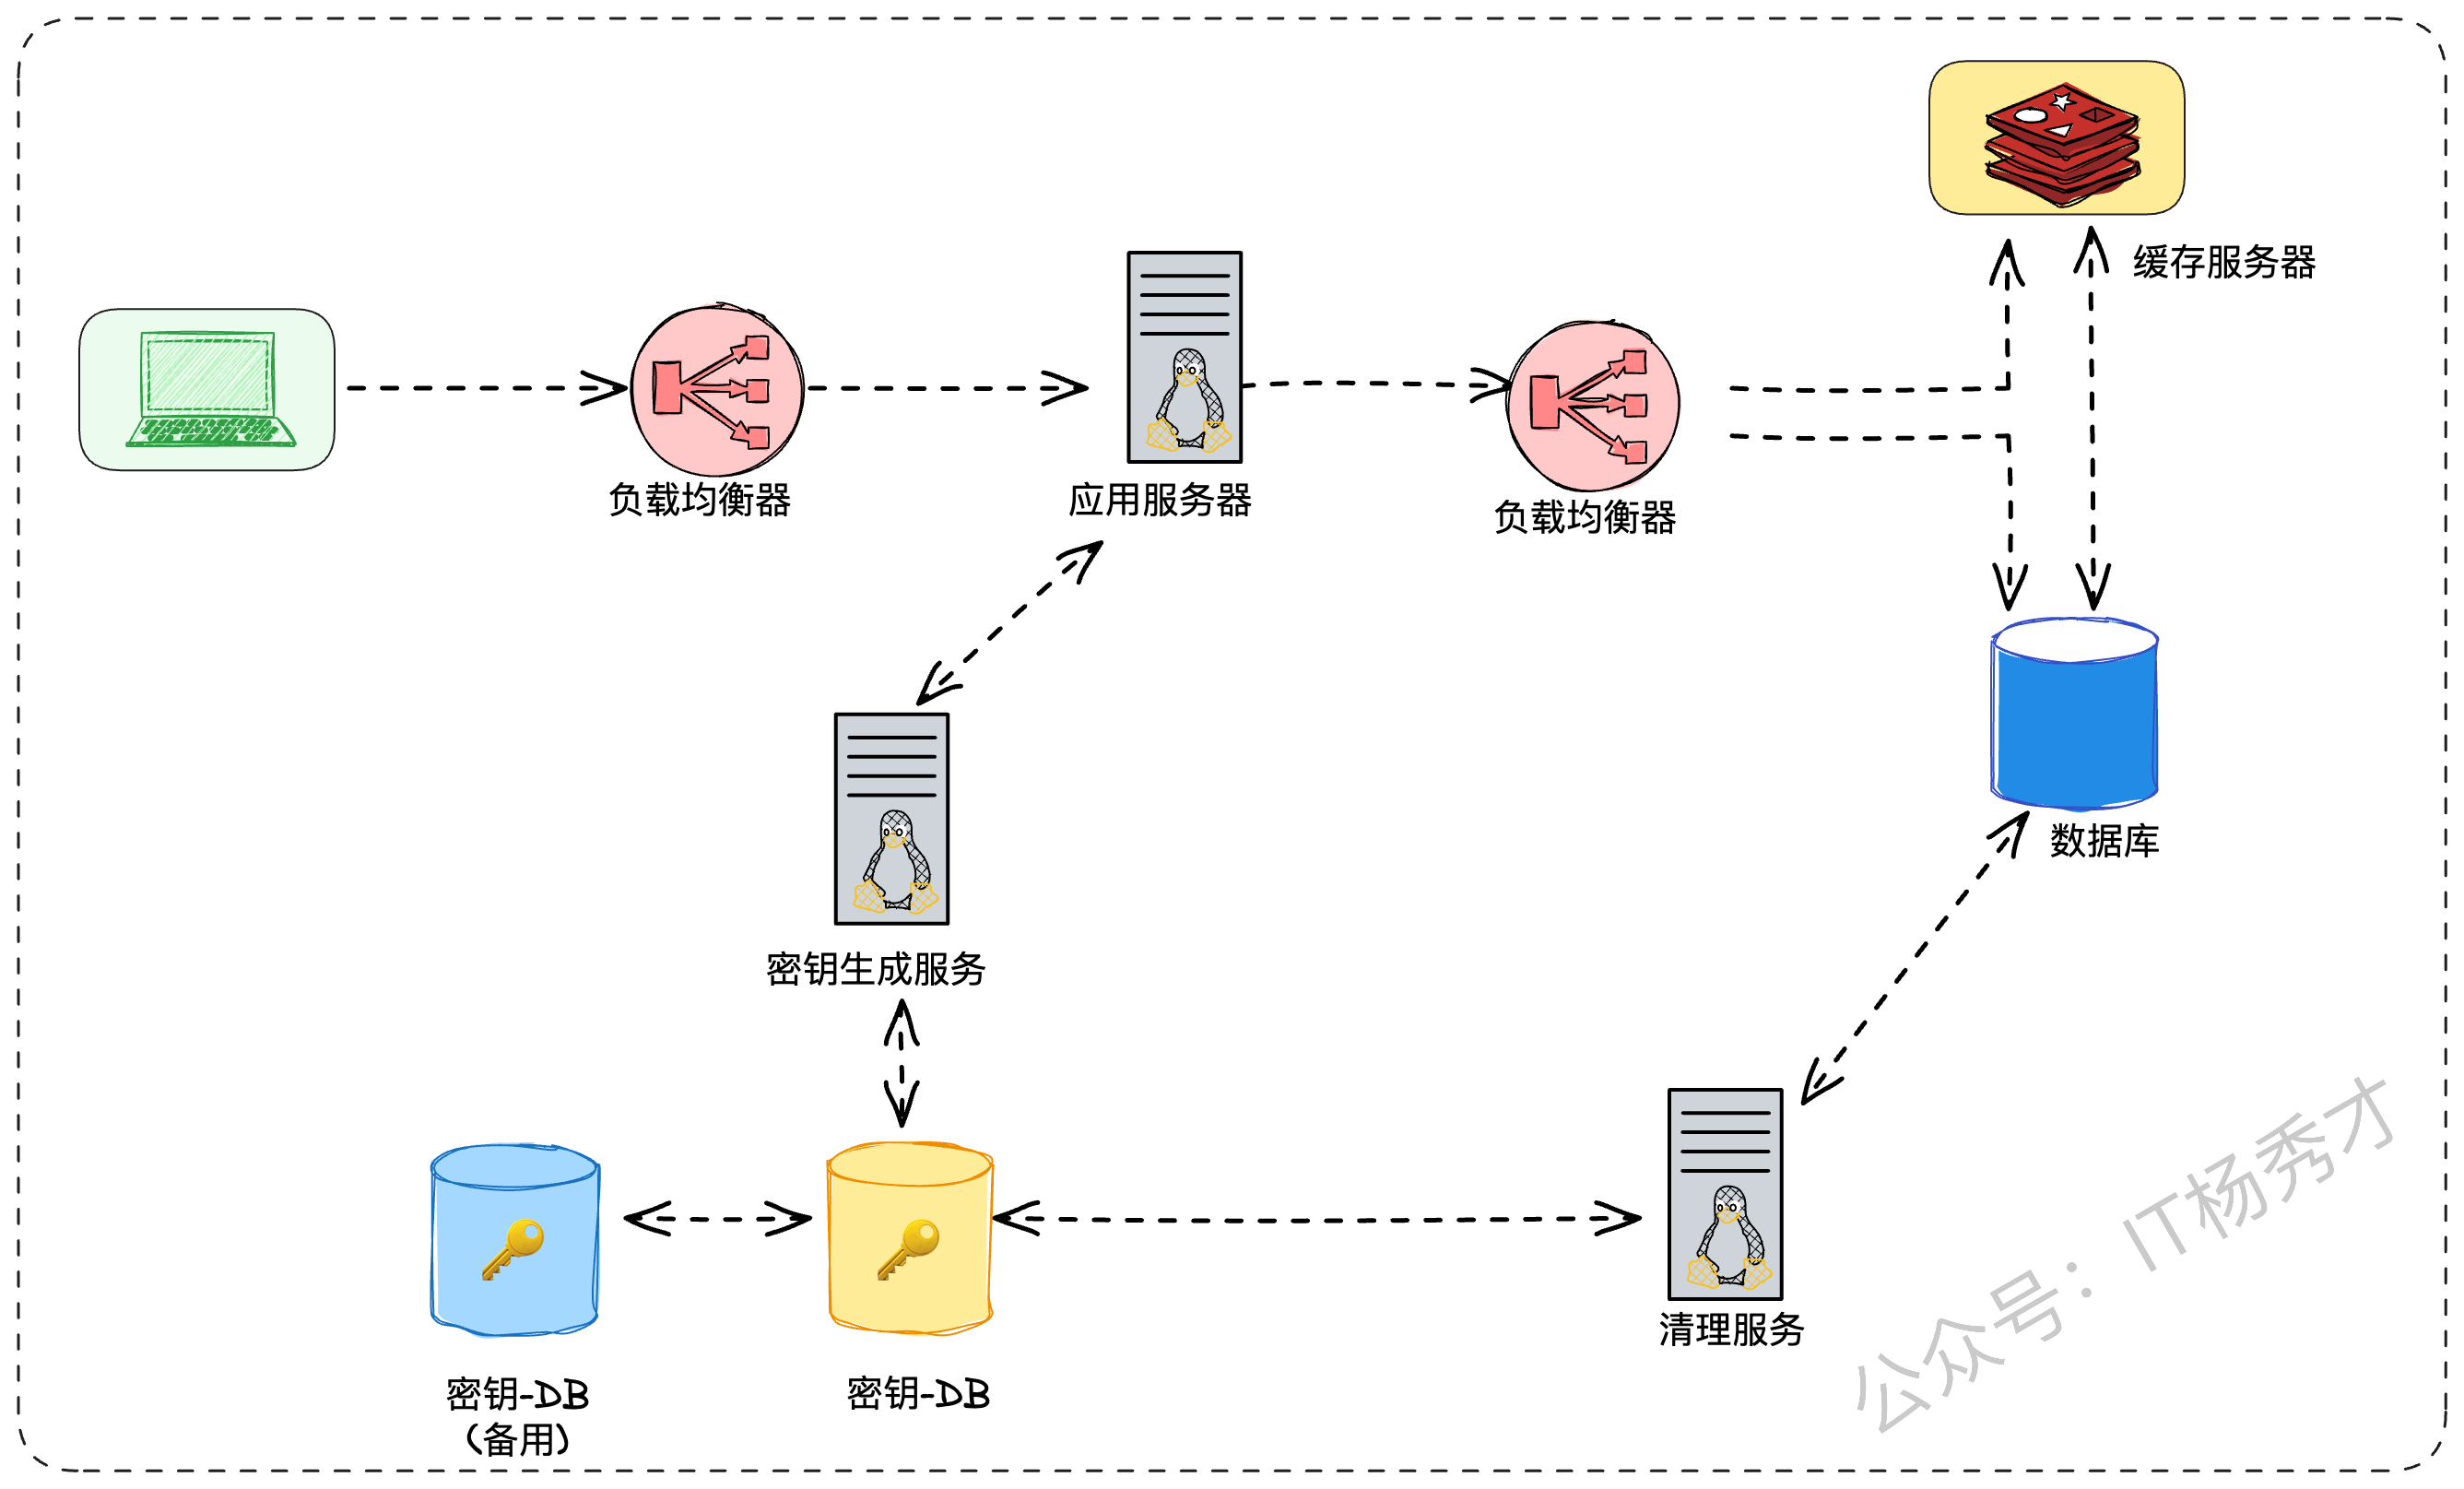 缓存服务器
负载均衡器
应用服务器
负载均衡器
数据库
密钥生成服务
清理服务
密钥-DB
(备用)
密钥-DB
公众号：IT杨秀才